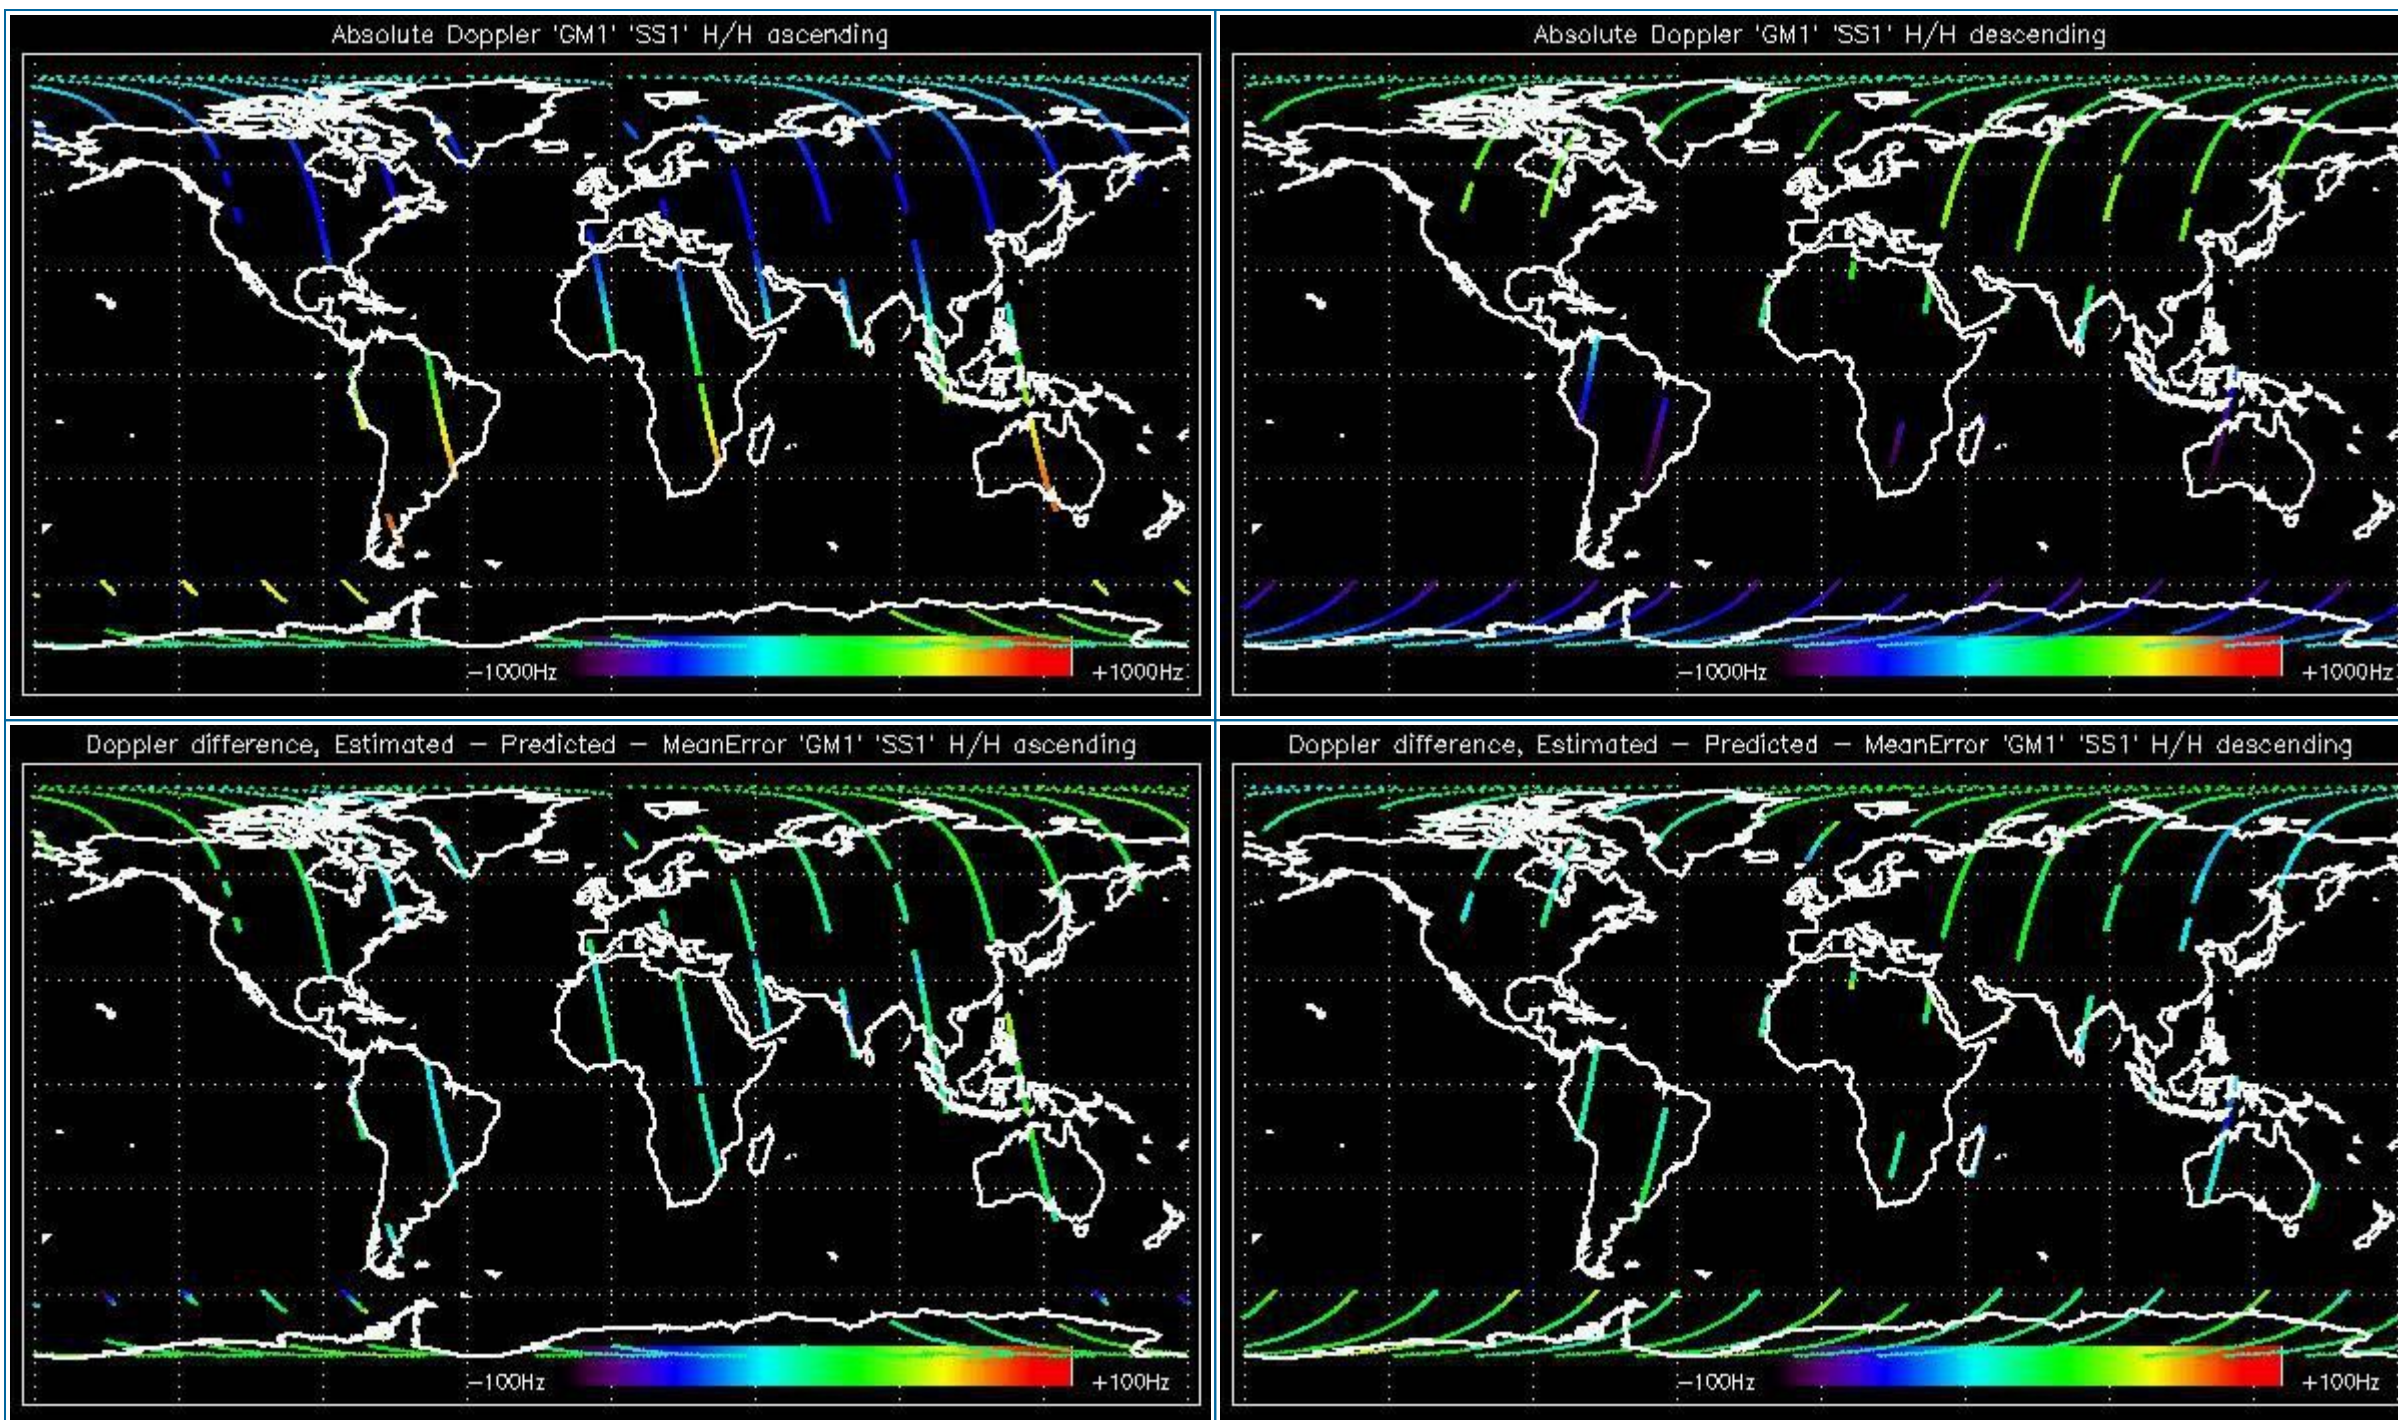 Absolute Doppler 'GM1' 'SS1' H/H ascending
−1000Hz +1000Hz
Absolute Doppler 'GM1' 'SS1' H/H descending
−1000Hz +1000Hz
Doppler difference, Estimated − Predicted − MeanError 'GM1' 'SS1' H/H ascending
−100Hz +100Hz
Doppler difference, Estimated − Predicted − MeanError 'GM1' 'SS1' H/H descending
−100Hz +100Hz